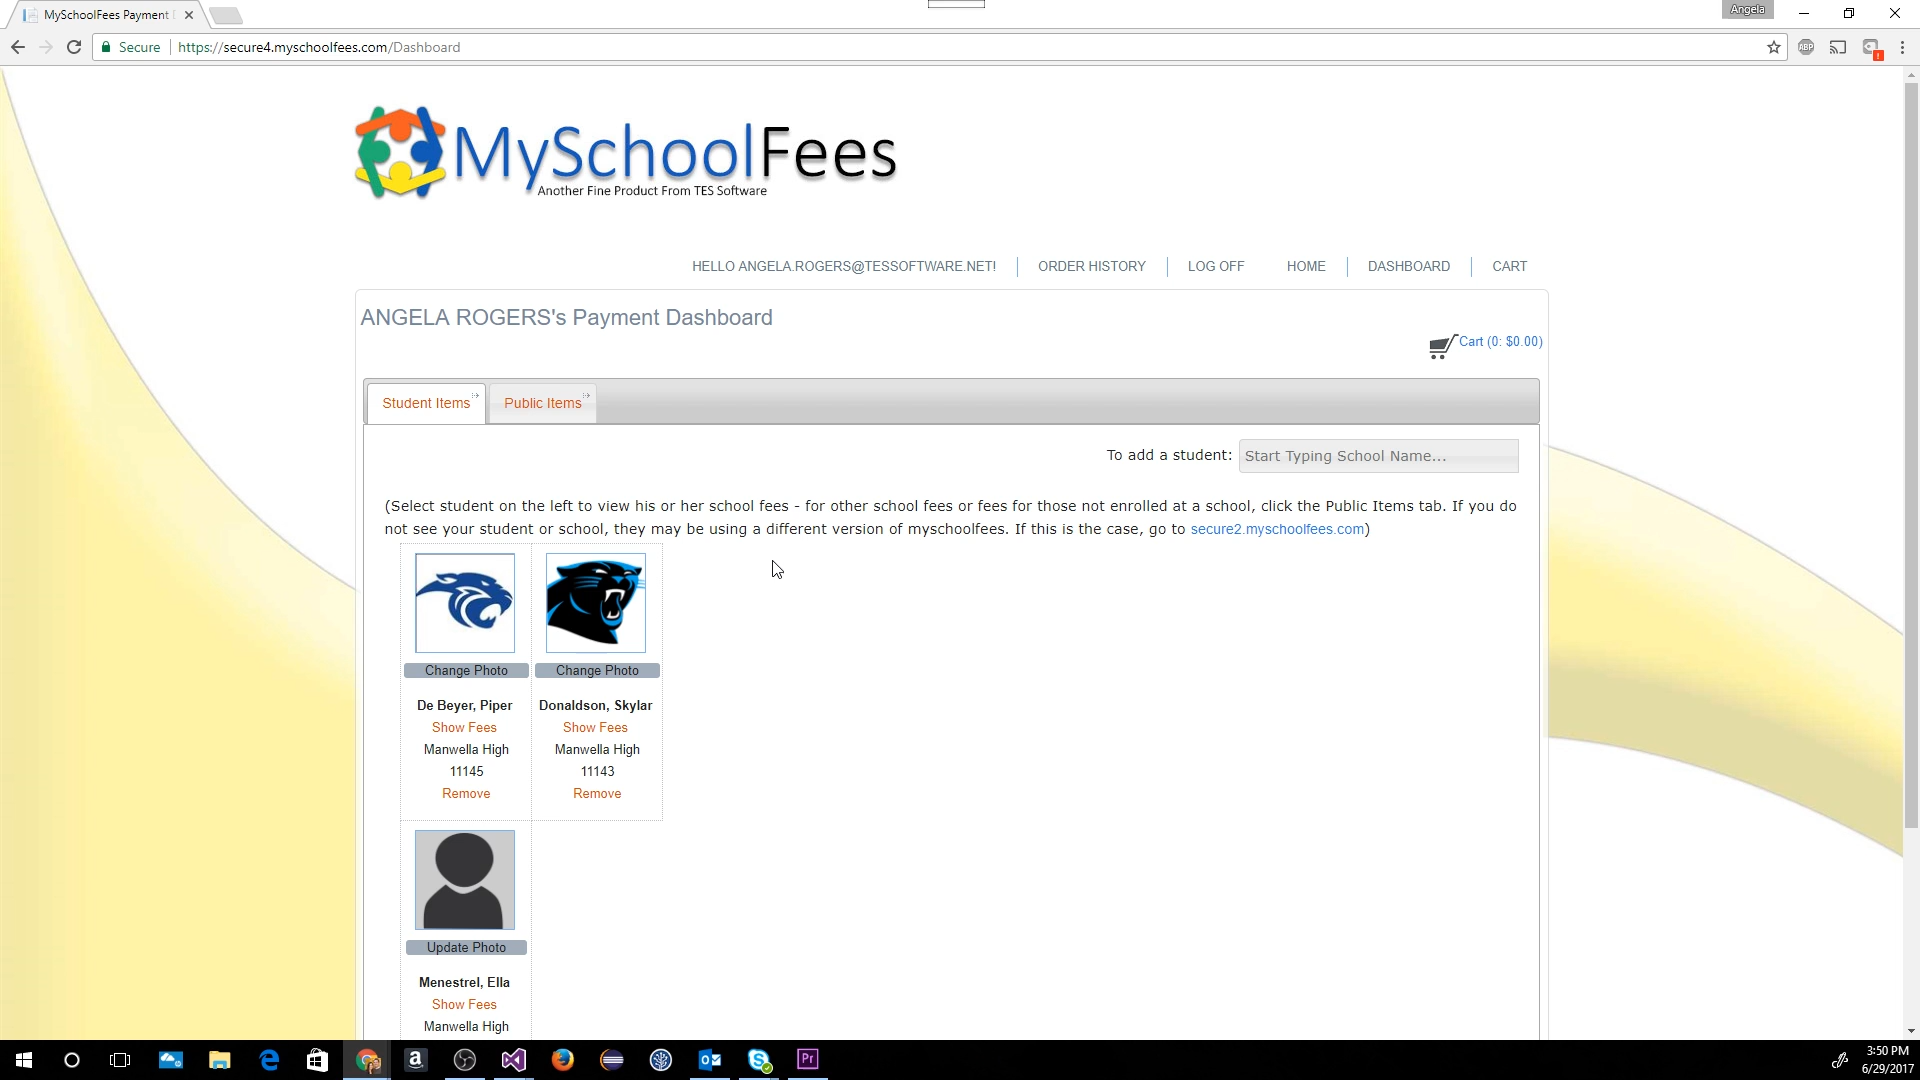 MySchoolFees Payment
Angela
Secure
https://secure4.myschoolfees.com/Dashboard
ABP
MySchoolFees
Another Fine Product From TES Software
HELLO ANGELA.ROGERS@TESSOFTWARE.NET!
ORDER HISTORY
LOG OFF
HOME
DASHBOARD
CART
ANGELA ROGERS's Payment Dashboard
Cart (0: $0.00)
Student Items
Public Items
To add a student:
Start Typing School Name...
(Select student on the left to view his or her school fees - for other school fees or fees for those not enrolled at a school, click the Public Items tab. If you do
not see your student or school, they may be using a different version of myschoolfees. If this is the case, go to secure2.myschoolfees.com)
Change Photo
De Beyer, Piper
Show Fees
Manwella High
11145
Remove
Change Photo
Donaldson, Skylar
Show Fees
Manwella High
11143
Remove
Update Photo
Menestrel, Ella
Show Fees
Manwella High
Pr
3:50 PM
6/29/2017